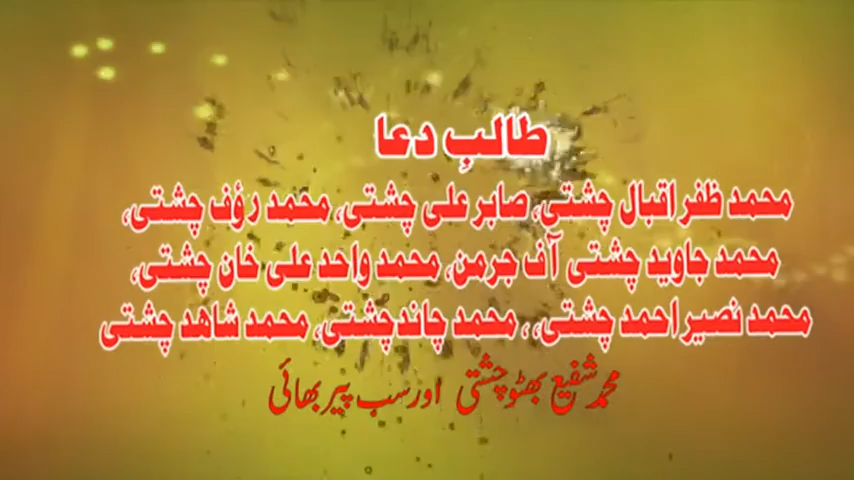 طالبِ دعا
محمد ظفر اقبال چشتی، صابر علی چشتی، محمد رؤف چشتی،
محمد جاوید چشتی آف جرمن، محمد واحد علی خان چشتی،
محمد نصیر احمد چشتی،، محمد چاند چشتی، محمد شاھد چشتی
محمد شفیع بھٹو چشتی اور سب پیر بھائی